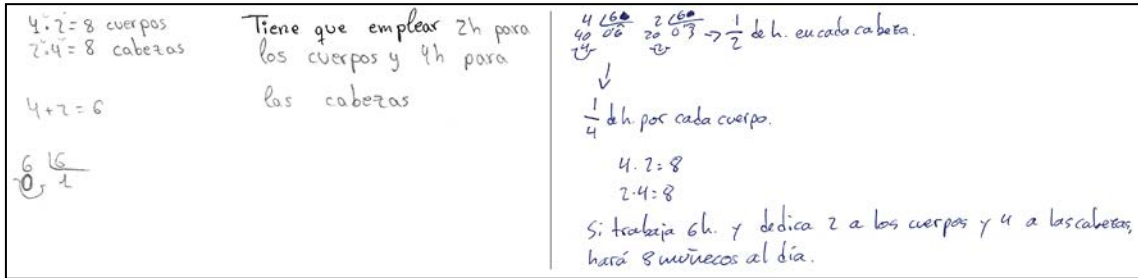 4·2=8 cuerpos
2·4=8 cabezas
4+2=6
6 |6
0 1
Tiene que emplear 2h para
los cuerpos y 4h para
las cabezas
4 |60 2 |60
40 06 20 03 → 1/2 de h. en cada cabeza.
1/4 de h. por cada cuerpo.
4·2=8
2·4=8
Si trabaja 6h. y dedica 2 a los cuerpos y 4 a las cabezas,
hará 8 muñecos al día.